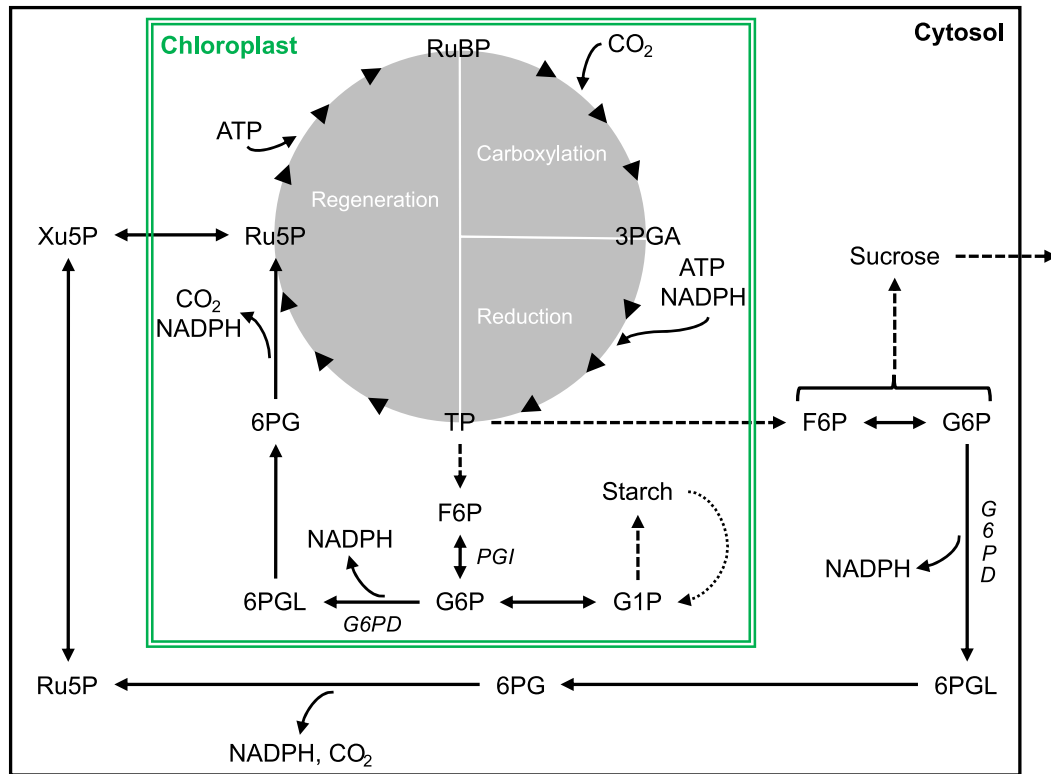 Chloroplast
Cytosol
RuBP
CO₂
ATP
Carboxylation
Regeneration
Xu5P
Ru5P
3PGA
Sucrose
ATP
NADPH
CO₂
NADPH
Reduction
6PG
TP
F6P
G6P
Starch
F6P
NADPH
PGI
G
6
P
D
NADPH
6PGL
G6PD
G6P
G1P
Ru5P
6PG
6PGL
NADPH, CO₂